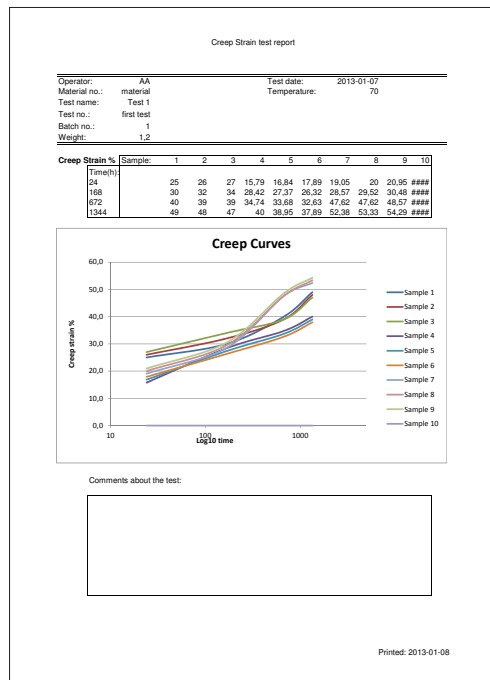 Creep Strain test report
Operator: AA Test date: 2013-01-07
Material no.: material Temperature: 70
Test name: Test 1
Test no.: first test
Batch no.: 1
Weight: 1,2
Creep Strain % Sample: 1 2 3 4 5 6 7 8 9 10
Time(h):
24 25 26 27 15,79 16,84 17,89 19,05 20 20,95 ####
168 30 32 34 28,42 27,37 26,32 28,57 29,52 30,48 ####
672 40 39 39 34,74 33,68 32,63 47,62 47,62 48,57 ####
1344 49 48 47 40 38,95 37,89 52,38 53,33 54,29 ####
Creep Curves
60,0
50,0
40,0
30,0
20,0
10,0
0,0
Creep strain %
10 100 1000
Log10 time
Sample 1
Sample 2
Sample 3
Sample 4
Sample 5
Sample 6
Sample 7
Sample 8
Sample 9
Sample 10
Comments about the test:
Printed: 2013-01-08